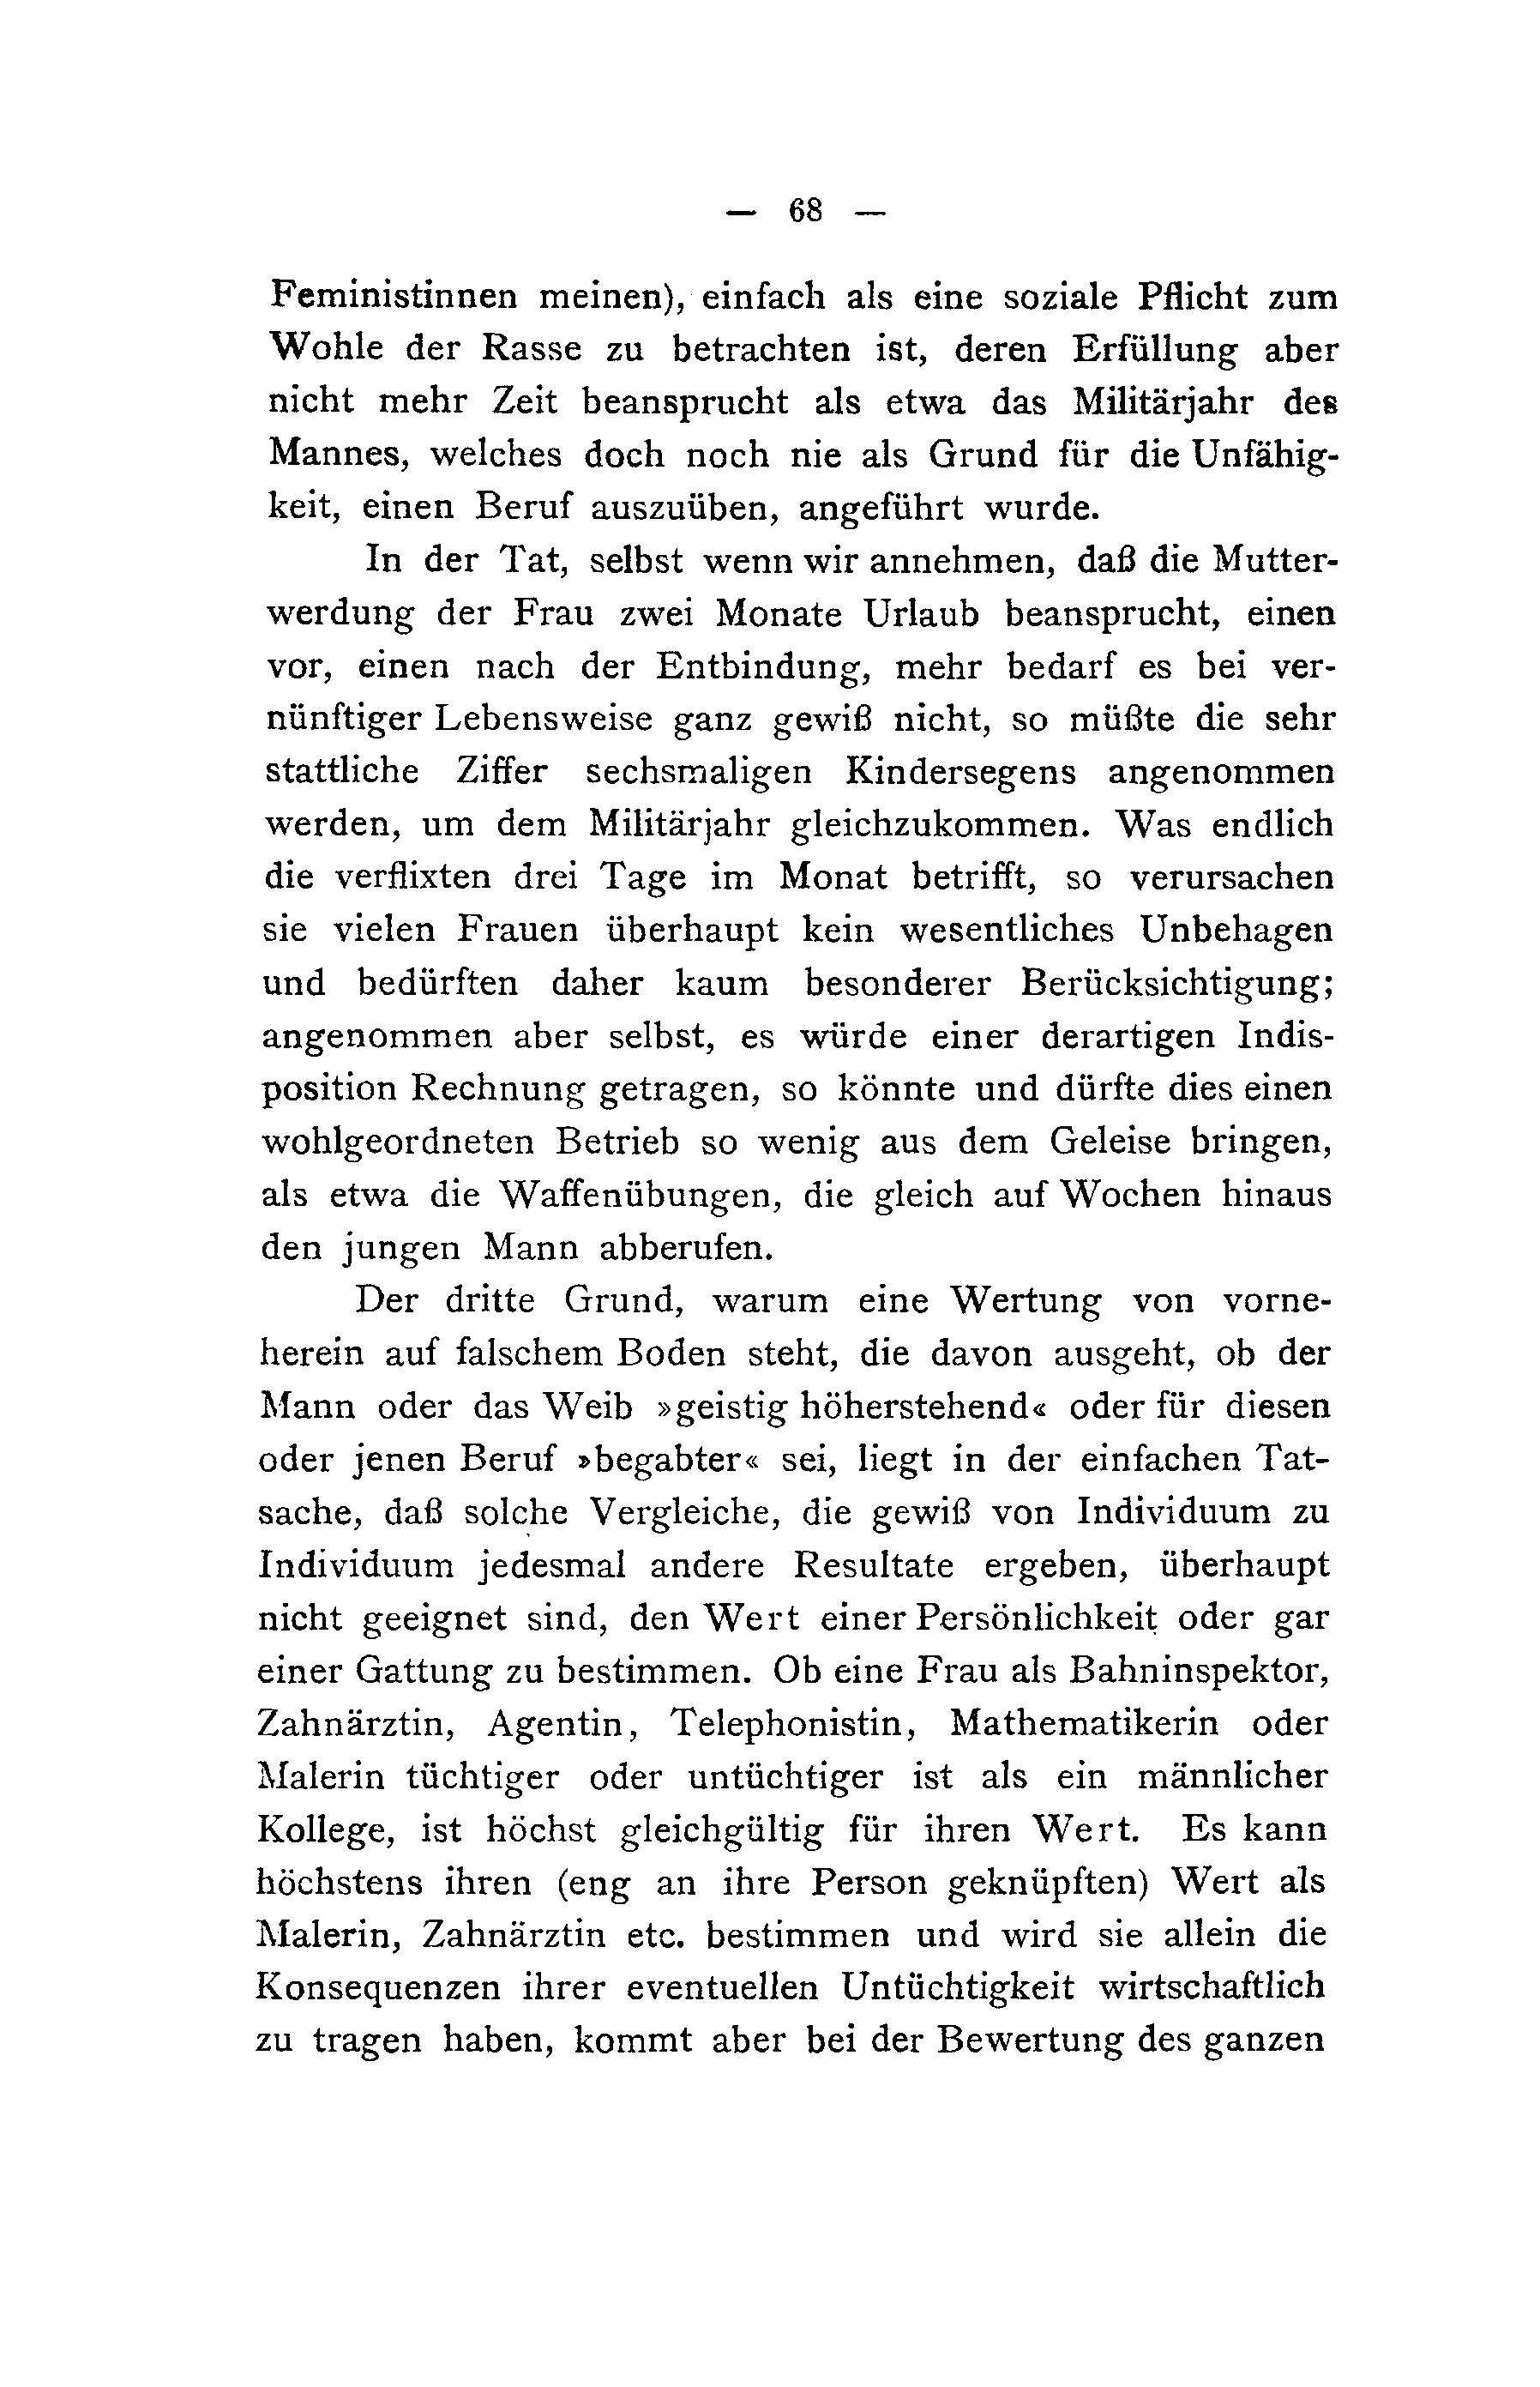 — 68 —
Feministinnen meinen), einfach als eine soziale Pflicht zum
Wohle der Rasse zu betrachten ist, deren Erfüllung aber
nicht mehr Zeit beansprucht als etwa das Militärjahr des
Mannes, welches doch noch nie als Grund für die Unfähig-
keit, einen Beruf auszuüben, angeführt wurde.
In der Tat, selbst wenn wir annehmen, daß die Mutter-
werdung der Frau zwei Monate Urlaub beansprucht, einen
vor, einen nach der Entbindung, mehr bedarf es bei ver-
nünftiger Lebensweise ganz gewiß nicht, so müßte die sehr
stattliche Ziffer sechsmaligen Kindersegens angenommen
werden, um dem Militärjahr gleichzukommen. Was endlich
die verflixten drei Tage im Monat betrifft, so verursachen
sie vielen Frauen überhaupt kein wesentliches Unbehagen
und bedürften daher kaum besonderer Berücksichtigung;
angenommen aber selbst, es würde einer derartigen Indis-
position Rechnung getragen, so könnte und dürfte dies einen
wohlgeordneten Betrieb so wenig aus dem Geleise bringen,
als etwa die Waffenübungen, die gleich auf Wochen hinaus
den jungen Mann abberufen.
Der dritte Grund, warum eine Wertung von vorne-
herein auf falschem Boden steht, die davon ausgeht, ob der
Mann oder das Weib »geistig höherstehend« oder für diesen
oder jenen Beruf »begabter« sei, liegt in der einfachen Tat-
sache, daß solche Vergleiche, die gewiß von Individuum zu
Individuum jedesmal andere Resultate ergeben, überhaupt
nicht geeignet sind, den Wert einer Persönlichkeit oder gar
einer Gattung zu bestimmen. Ob eine Frau als Bahninspektor,
Zahnärztin, Agentin, Telephonistin, Mathematikerin oder
Malerin tüchtiger oder untüchtiger ist als ein männlicher
Kollege, ist höchst gleichgültig für ihren Wert. Es kann
höchstens ihren (eng an ihre Person geknüpften) Wert als
Malerin, Zahnärztin etc. bestimmen und wird sie allein die
Konsequenzen ihrer eventuellen Untüchtigkeit wirtschaftlich
zu tragen haben, kommt aber bei der Bewertung des ganzen